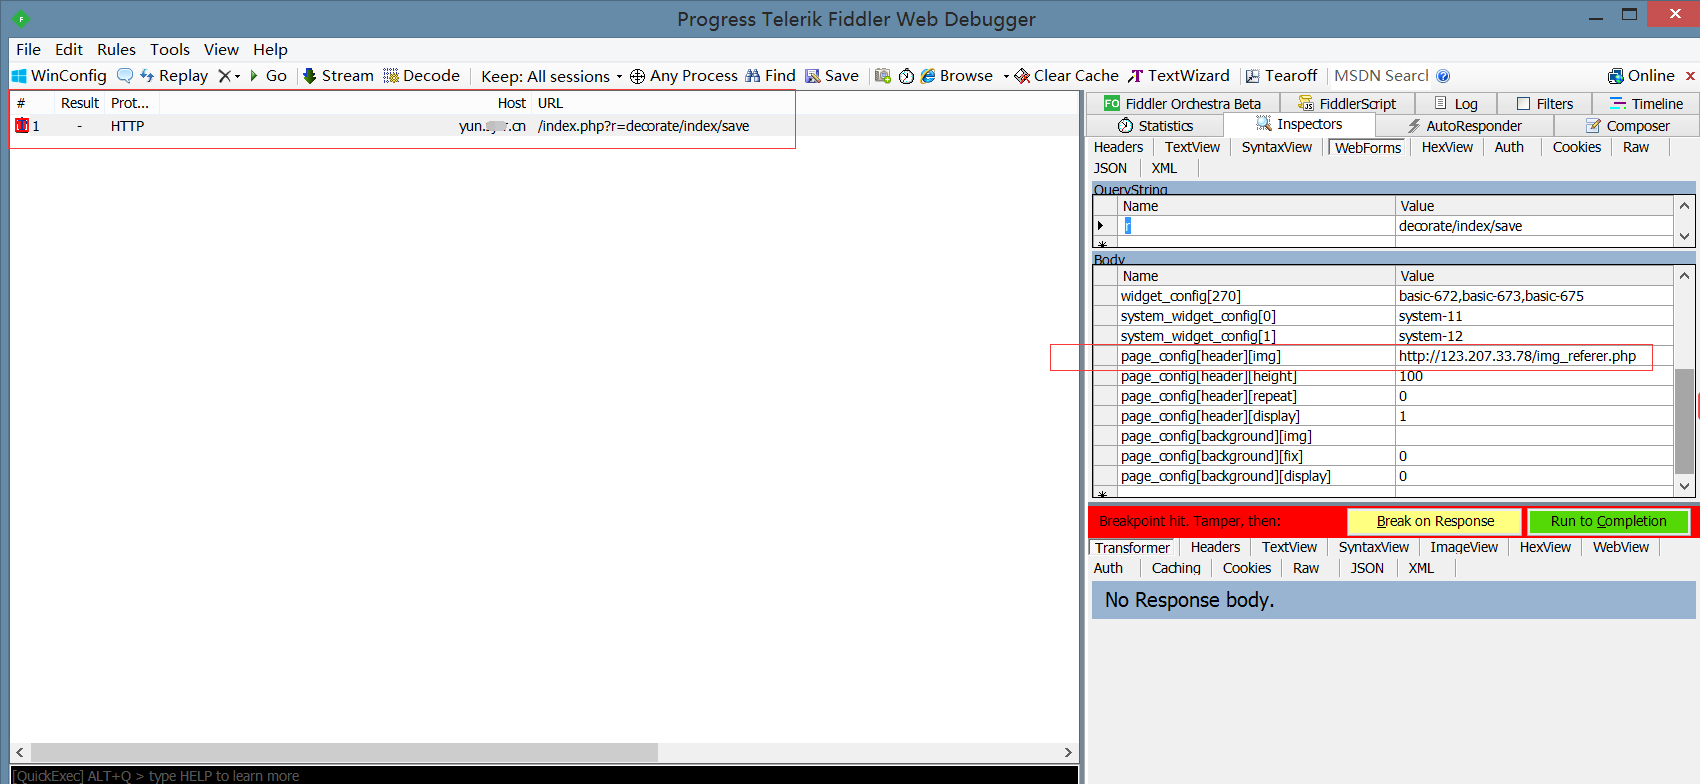 Progress Telerik Fiddler Web Debugger
File Edit Rules Tools View Help
WinConfig Replay X Go Stream Decode Keep: All sessions Any Process Find Save Browse Clear Cache TextWizard Tearoff MSDN Search Online x
# Result Prot... Host URL
1 - HTTP /index.php?r=decorate/index/save
FO Fiddler Orchestra Beta FiddlerScript Log Filters Timeline
Statistics Inspectors AutoResponder Composer
Headers TextView SyntaxView WebForms HexView Auth Cookies Raw
JSON XML
QueryString
Name Value
r decorate/index/save
Body
Name Value
widget_config[270] basic-672,basic-673,basic-675
system_widget_config[0] system-11
system_widget_config[1] system-12
page_config[header][img] http://123.207.33.78/img_referer.php
page_config[header][height] 100
page_config[header][repeat] 0
page_config[header][display] 1
page_config[background][img]
page_config[background][fix] 0
page_config[background][display] 0
Breakpoint hit. Tamper, then: Break on Response Run to Completion
Transformer Headers TextView SyntaxView ImageView HexView WebView
Auth Caching Cookies Raw JSON XML
No Response body.
[QuickExec] ALT+Q > type HELP to learn more